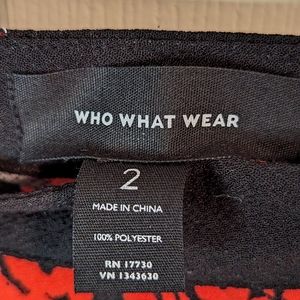 WHO WHAT WEAR
2
MADE IN CHINA
100% POLYESTER
RN 17730
VN 1343630